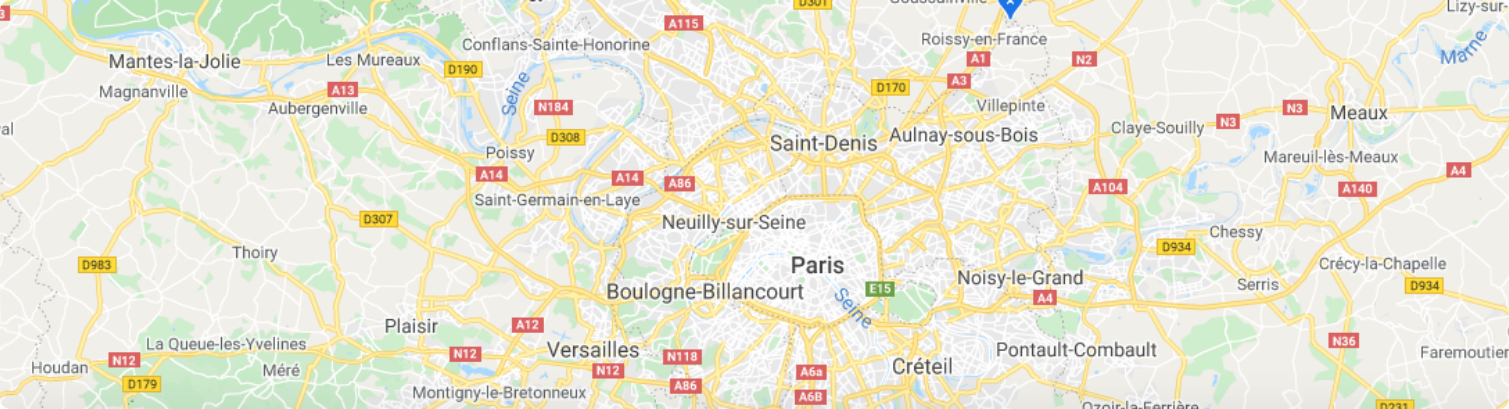 D301
Soussainville
Lizy-sur-
3
A115
Roissy-en-France
Marne
Conflans-Sainte-Honorine
Mantes-la-Jolie
Les Mureaux
D190
A1
N2
A3
Magnanville
A13
Seine
D170
Aubergenville
N184
Villepinte
N3
Meaux
N3
al
D308
Saint-Denis
Aulnay-sous-Bois
Claye-Souilly
Poissy
Mareuil-lès-Meaux
A14
A14
A86
A104
A140
A4
Saint-Germain-en-Laye
D307
Neuilly-sur-Seine
Chessy
Thoiry
D934
D983
Paris
Crécy-la-Chapelle
Noisy-le-Grand
Boulogne-Billancourt
E15
Serris
D934
A4
Seine
Plaisir
A12
La Queue-les-Yvelines
N12
Versailles
N118
Pontault-Combault
N36
Faremoutier
N12
Houdan
Méré
N12
A6a
Créteil
D179
A86
Montigny-le-Bretonneux
A6B
Ozoir-la-Ferrière
D231